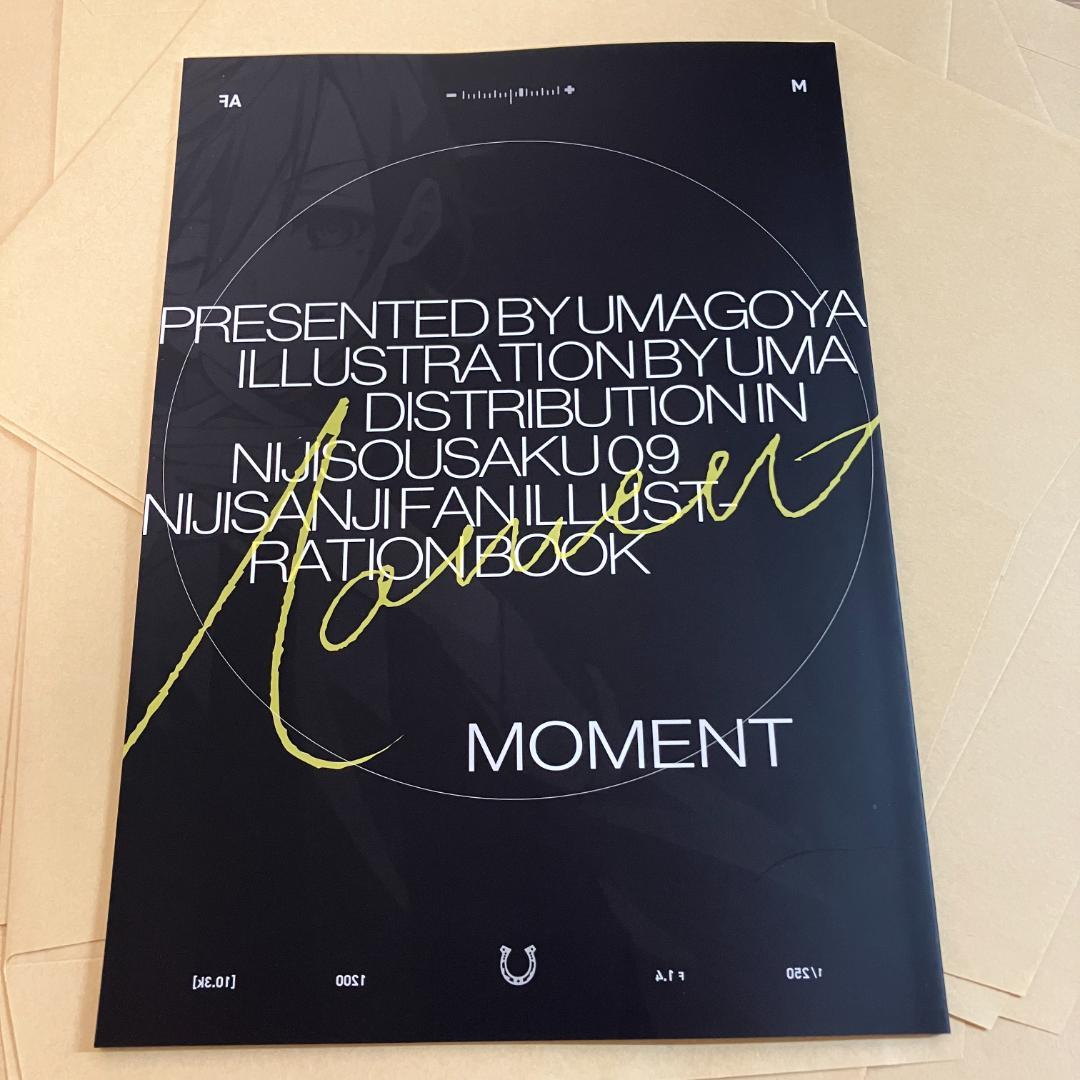 AF M
PRESENTED BY UMAGOYA
ILLUSTRATION BY UMA
DISTRIBUTION IN
NIJISOUSAKU 09
NIJISANJI FAN ILLUST-
RATION BOOK
Moment
MOMENT
[10.3k] 1200 F 1.4 1/250